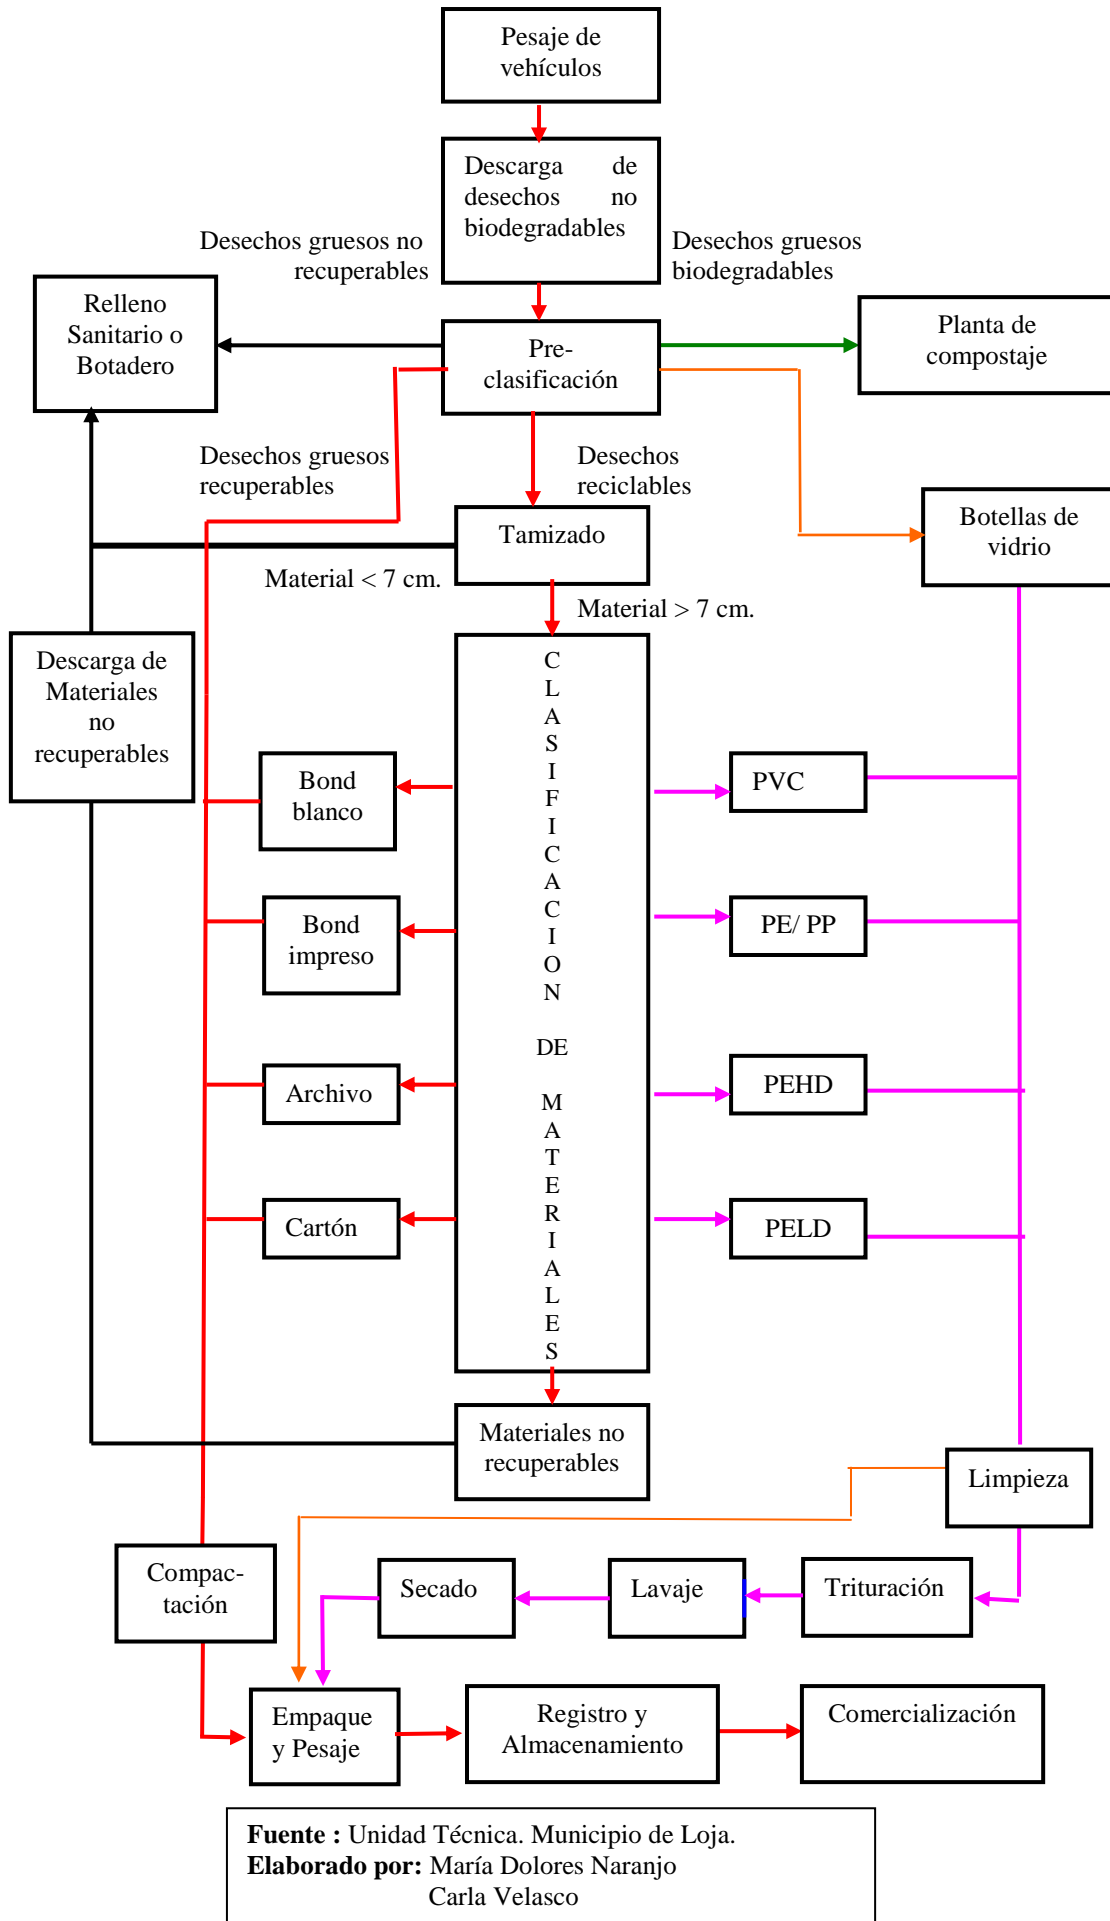 Pesaje de
vehículos
Descarga de
desechos no
biodegradables
Desechos gruesos no
recuperables
Desechos gruesos
biodegradables
Relleno
Sanitario o
Botadero
Pre-
clasificación
Planta de
compostaje
Desechos gruesos
recuperables
Desechos
reciclables
Tamizado
Botellas de
vidrio
Material < 7 cm.
Material > 7 cm.
Descarga de
Materiales
no
recuperables
C
L
A
S
I
F
I
C
A
C
I
O
N
DE
M
A
T
E
R
I
A
L
E
S
Bond
blanco
PVC
Bond
impreso
PE/ PP
Archivo
PEHD
Cartón
PELD
Materiales no
recuperables
Limpieza
Compac-
tación
Secado
Lavaje
Trituración
Empaque
y Pesaje
Registro y
Almacenamiento
Comercialización
Fuente : Unidad Técnica. Municipio de Loja.
Elaborado por: María Dolores Naranjo
Carla Velasco